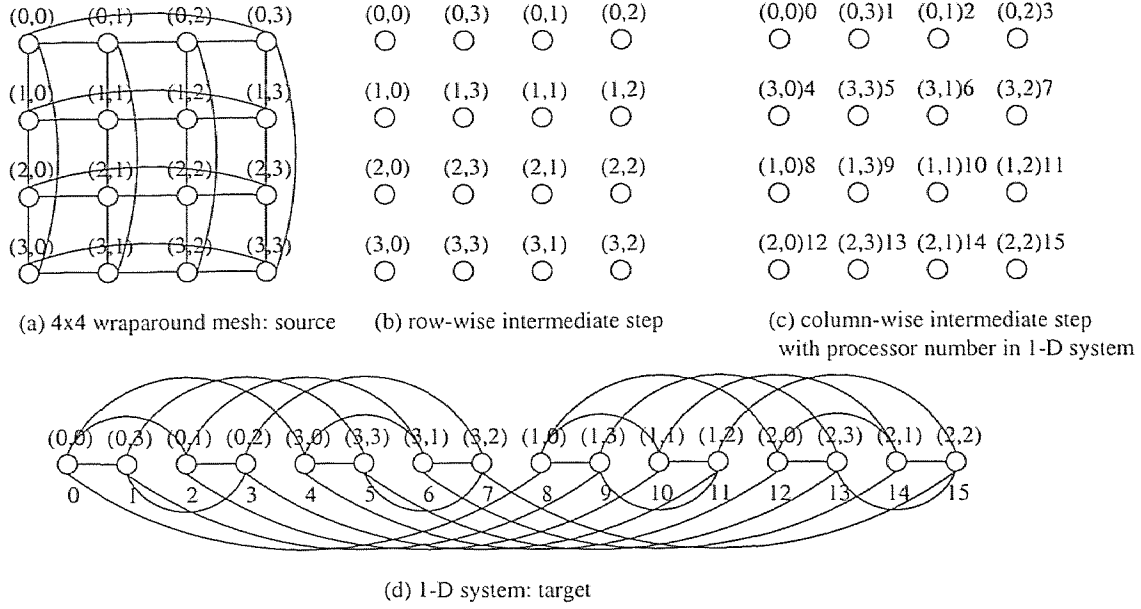 (0,0) (0,1) (0,2) (0,3) (0,0) (0,3) (0,1) (0,2) (0,0)0 (0,3)1 (0,1)2 (0,2)3
(1,0) (1,1) (1,2) (1,3) (1,0) (1,3) (1,1) (1,2) (3,0)4 (3,3)5 (3,1)6 (3,2)7
(2,0) (2,1) (2,2) (2,3) (2,0) (2,3) (2,1) (2,2) (1,0)8 (1,3)9 (1,1)10 (1,2)11
(3,0) (3,1) (3,2) (3,3) (3,0) (3,3) (3,1) (3,2) (2,0)12 (2,3)13 (2,1)14 (2,2)15
(a) 4x4 wraparound mesh: source
(b) row-wise intermediate step
(c) column-wise intermediate step
with processor number in 1-D system
(0,0) (0,3) (0,1) (0,2) (3,0) (3,3) (3,1) (3,2) (1,0) (1,3) (1,1) (1,2) (2,0) (2,3) (2,1) (2,2)
0 1 2 3 4 5 6 7 8 9 10 11 12 13 14 15
(d) 1-D system: target